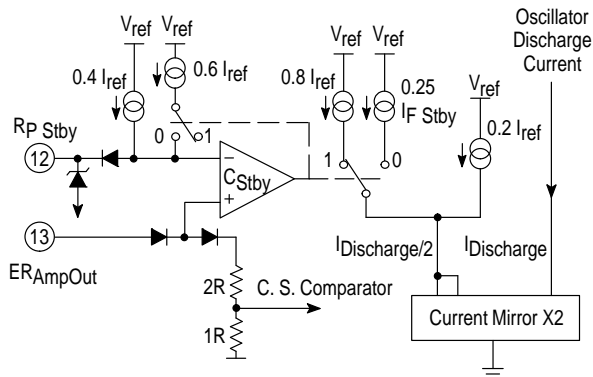 Oscillator
Discharge
Current
Vref Vref Vref Vref
0.4 Iref
0.6 Iref
0.8 Iref
0.25
IF Stby
Vref
0.2 Iref
RP Stby
0 1
1 0
12
–
CStby
+
13
ERAmpOut
IDischarge/2
IDischarge
2R
C. S. Comparator
1R
Current Mirror X2